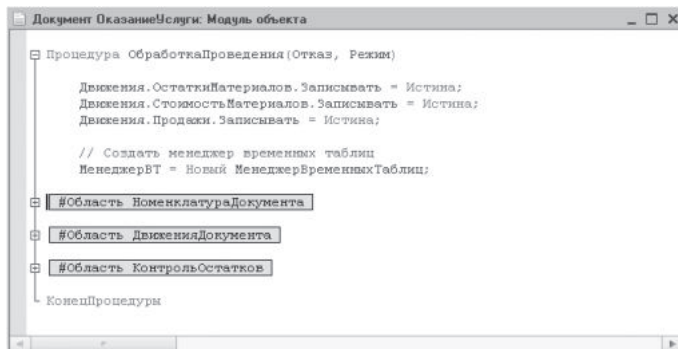 Документ ОказаниеУслуги: Модуль объекта
Процедура ОбработкаПроведения(Отказ, Режим)
Движения.ОстаткиМатериалов.Записывать = Истина;
Движения.СтоимостьМатериалов.Записывать = Истина;
Движения.Продажи.Записывать = Истина;
// Создать менеджер временных таблиц
МенеджерВТ = Новый МенеджерВременныхТаблиц;
#Область НоменклатураДокумента
#Область ДвиженияДокумента
#Область КонтрольОстатков
КонецПроцедуры